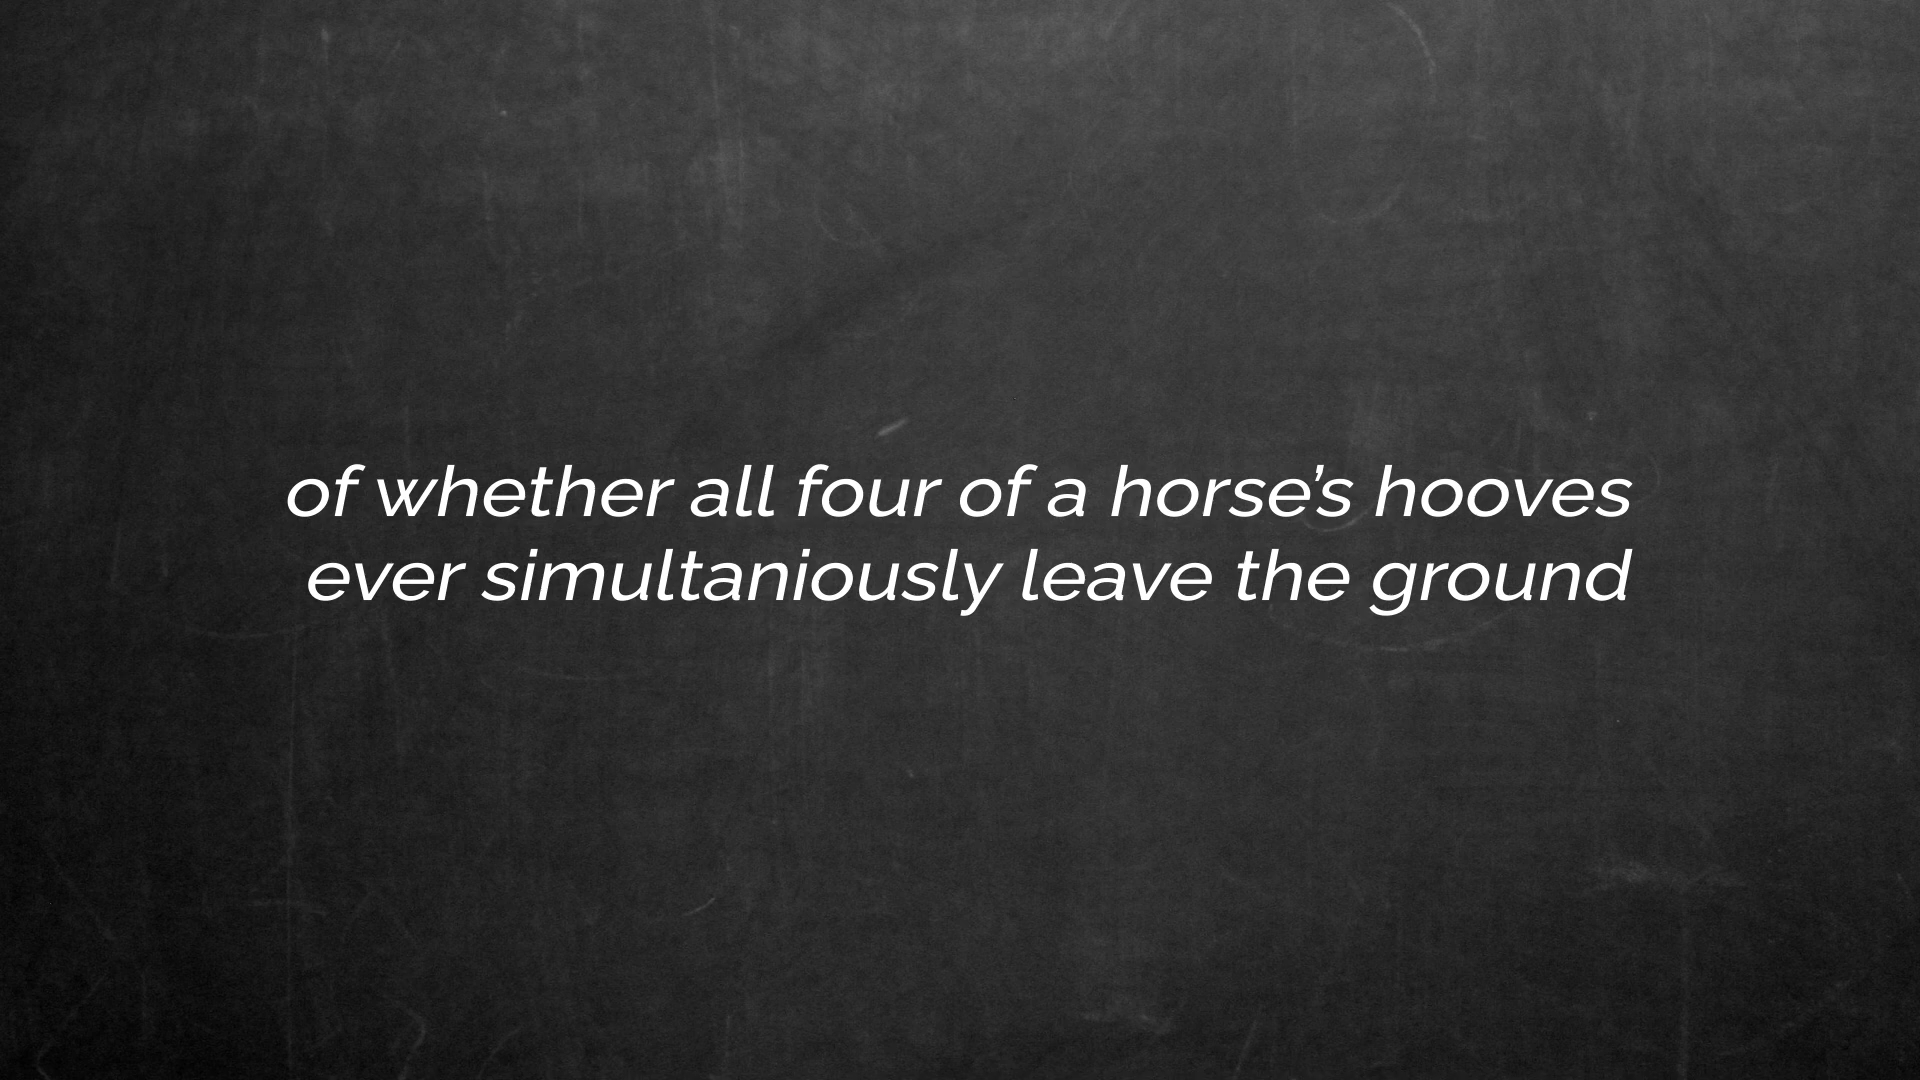 of whether all four of a horse’s hooves
ever simultaniously leave the ground